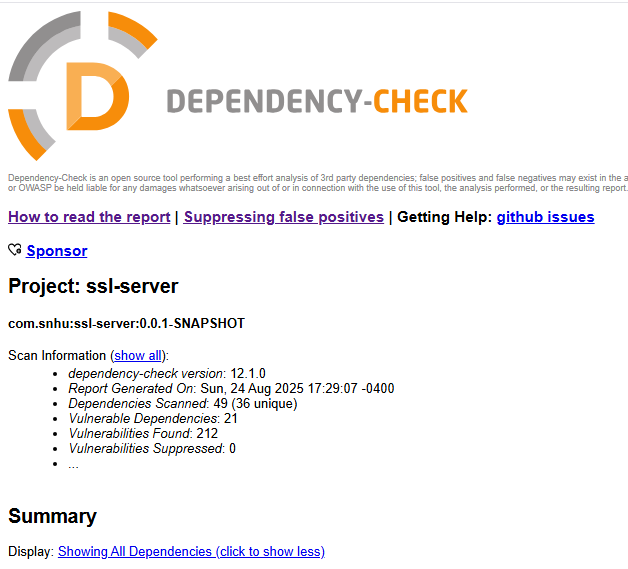 D
DEPENDENCY-CHECK
Dependency-Check is an open source tool performing a best effort analysis of 3rd party dependencies; false positives and false negatives may exist in the a
or OWASP be held liable for any damages whatsoever arising out of or in connection with the use of this tool, the analysis performed, or the resulting report.
How to read the report | Suppressing false positives | Getting Help: github issues
Sponsor
Project: ssl-server
com.snhu:ssl-server:0.0.1-SNAPSHOT
Scan Information (show all):
• dependency-check version: 12.1.0
• Report Generated On: Sun, 24 Aug 2025 17:29:07 -0400
• Dependencies Scanned: 49 (36 unique)
• Vulnerable Dependencies: 21
• Vulnerabilities Found: 212
• Vulnerabilities Suppressed: 0
• ...
Summary
Display: Showing All Dependencies (click to show less)